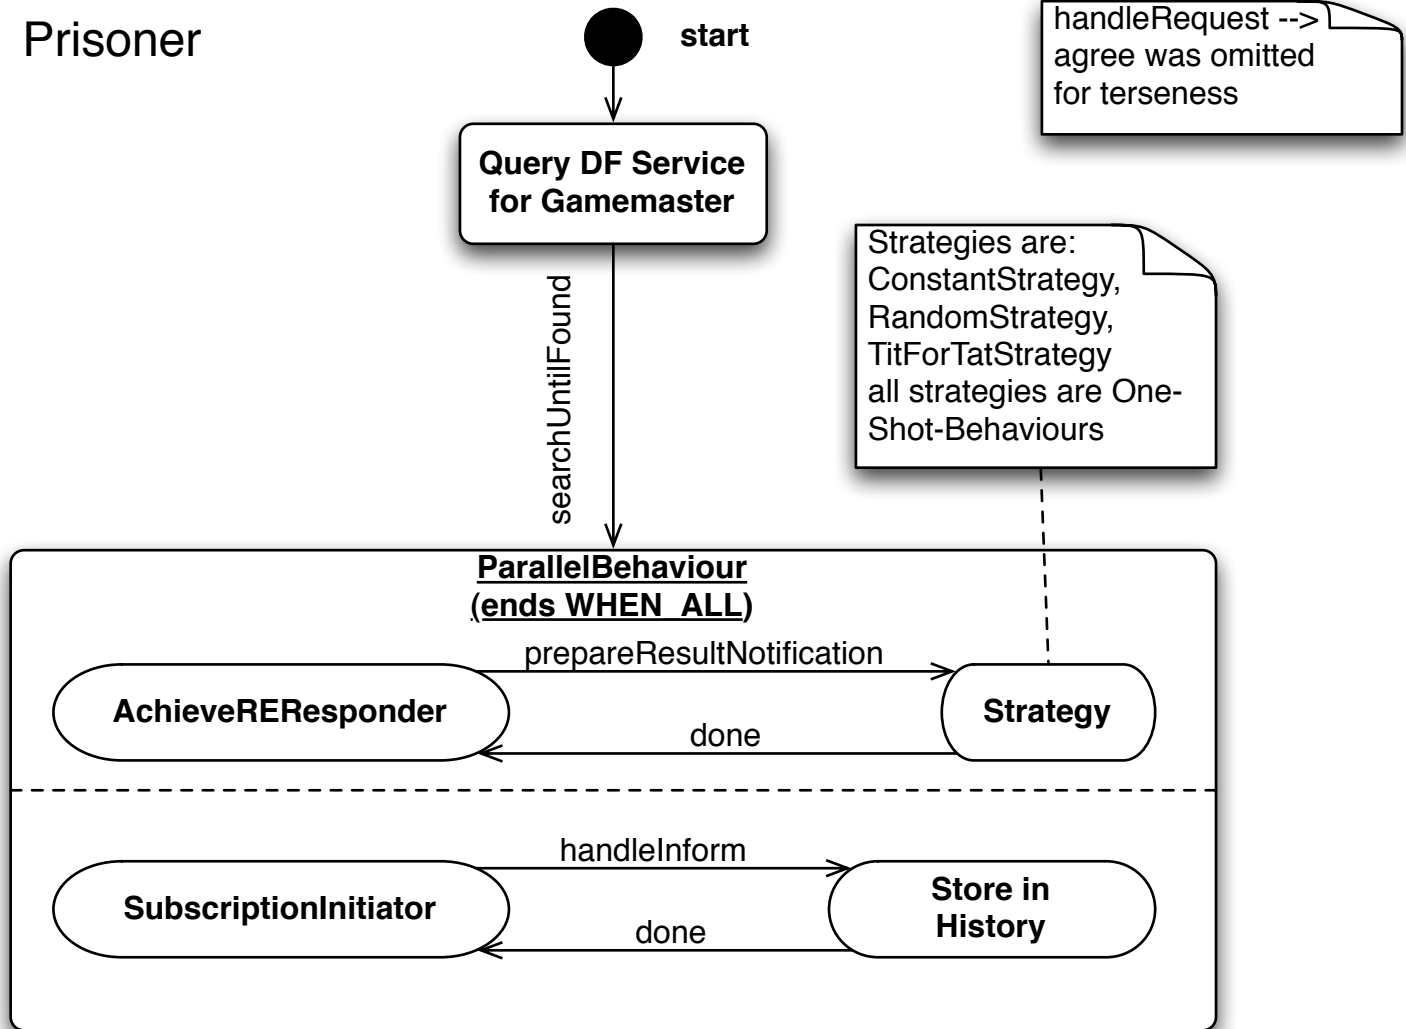 Prisoner
start
handleRequest -->
agree was omitted
for terseness
Query DF Service
for Gamemaster
searchUntilFound
Strategies are:
ConstantStrategy,
RandomStrategy,
TitForTatStrategy
all strategies are One-
Shot-Behaviours
ParallelBehaviour
(ends WHEN_ALL)
prepareResultNotification
AchieveREResponder
Strategy
done
handleInform
SubscriptionInitiator
Store in
History
done